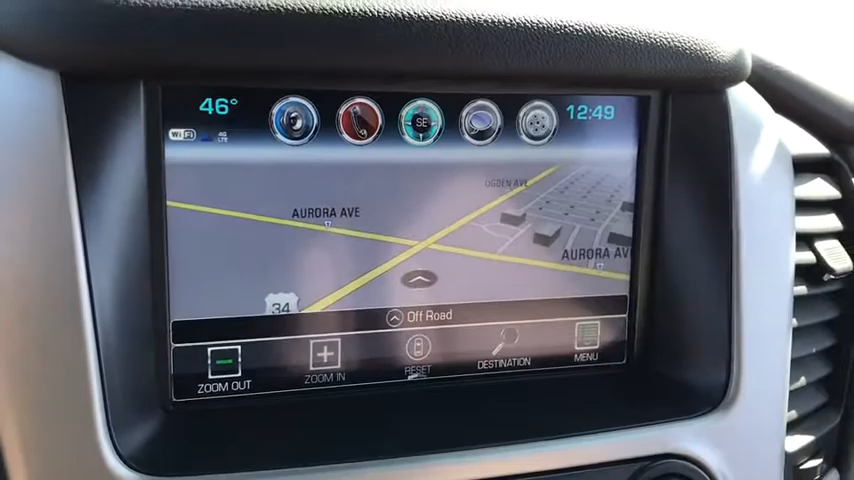 46°
SE
12:49
WiFi
4G
LTE
OGDEN AVE
AURORA AVE
AURORA AV
34
Off Road
ZOOM OUT
ZOOM IN
RESET
DESTINATION
MENU